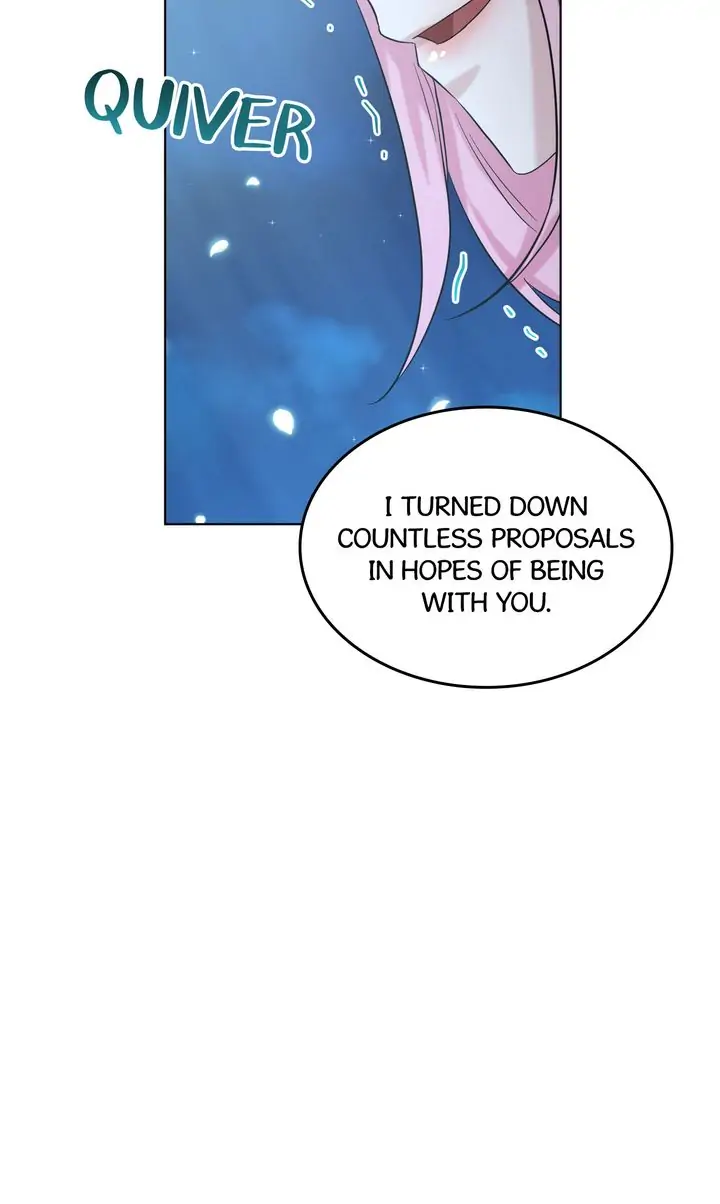 QUIVER
I TURNED DOWN
COUNTLESS PROPOSALS
IN HOPES OF BEING
WITH YOU.